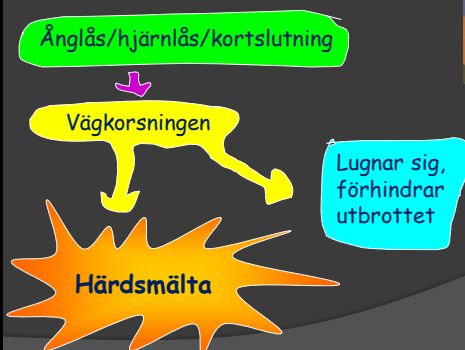 Ånglås/hjärnlås/kortslutning
Vägkorsningen
Lugnar sig,
förhindrar
utbrottet
Härdsmälta